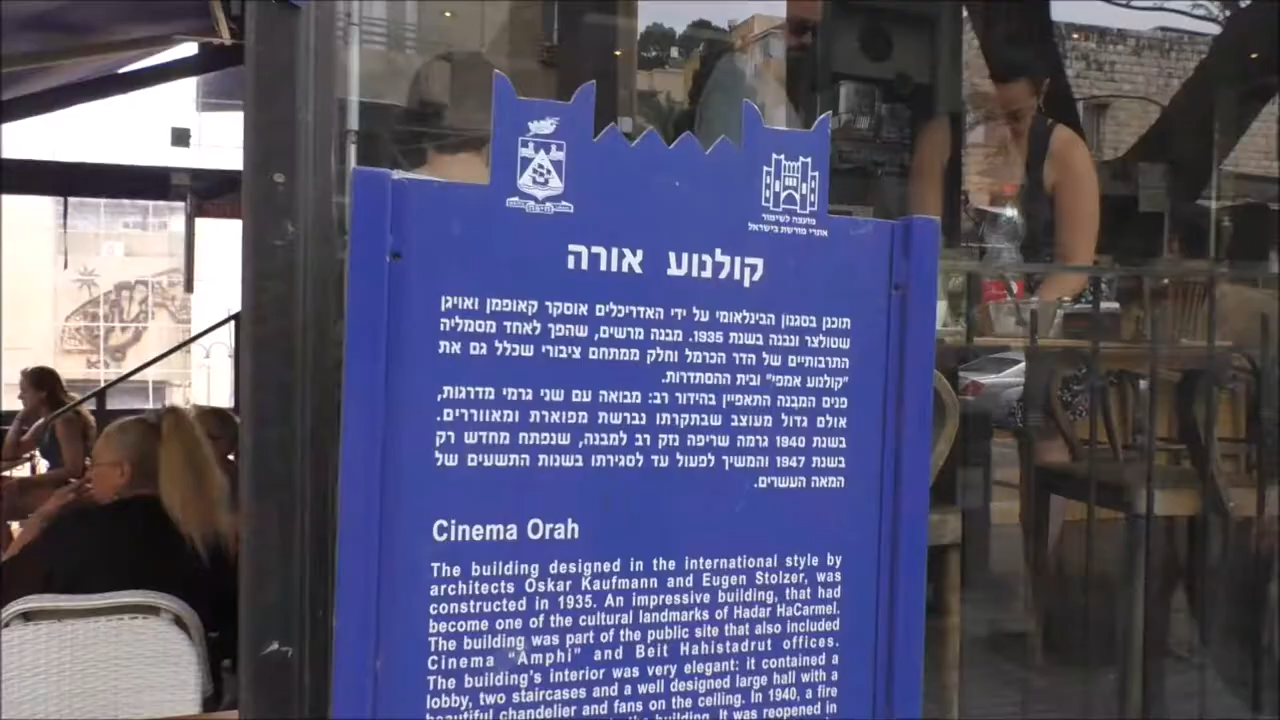 חיפה
מועצה לשימור
אתרי מורשת בישראל
קולנוע אורה
תוכנן בסגנון הבינלאומי על ידי האדריכלים אוסקר קאופמן ואויגן
שטולצר ונבנה בשנת 1935. מבנה מרשים, שהפך לאחד מסמליה
התרבותיים של הדר הכרמל וחלק ממתחם ציבורי שכלל גם את
"קולנוע אמפי" ובית ההסתדרות.
פנים המבנה התאפיין בהידור רב: מבואה עם שני גרמי מדרגות,
אולם גדול מעוצב שבתקרתו נברשת מפוארת ומאווררים.
בשנת 1940 גרמה שריפה נזק רב למבנה, שנפתח מחדש רק
בשנת 1947 והמשיך לפעול עד לסגירתו בשנות התשעים של
המאה העשרים.
Cinema Orah
The building designed in the international style by
architects Oskar Kaufmann and Eugen Stolzer, was
constructed in 1935. An impressive building, that had
become one of the cultural landmarks of Hadar HaCarmel.
The building was part of the public site that also included
Cinema "Amphi" and Beit Hahistadrut offices.
The building's interior was very elegant: it contained a
lobby, two staircases and a well designed large hall with a
beautiful chandelier and fans on the ceiling. In 1940, a fire
the building. It was reopened in